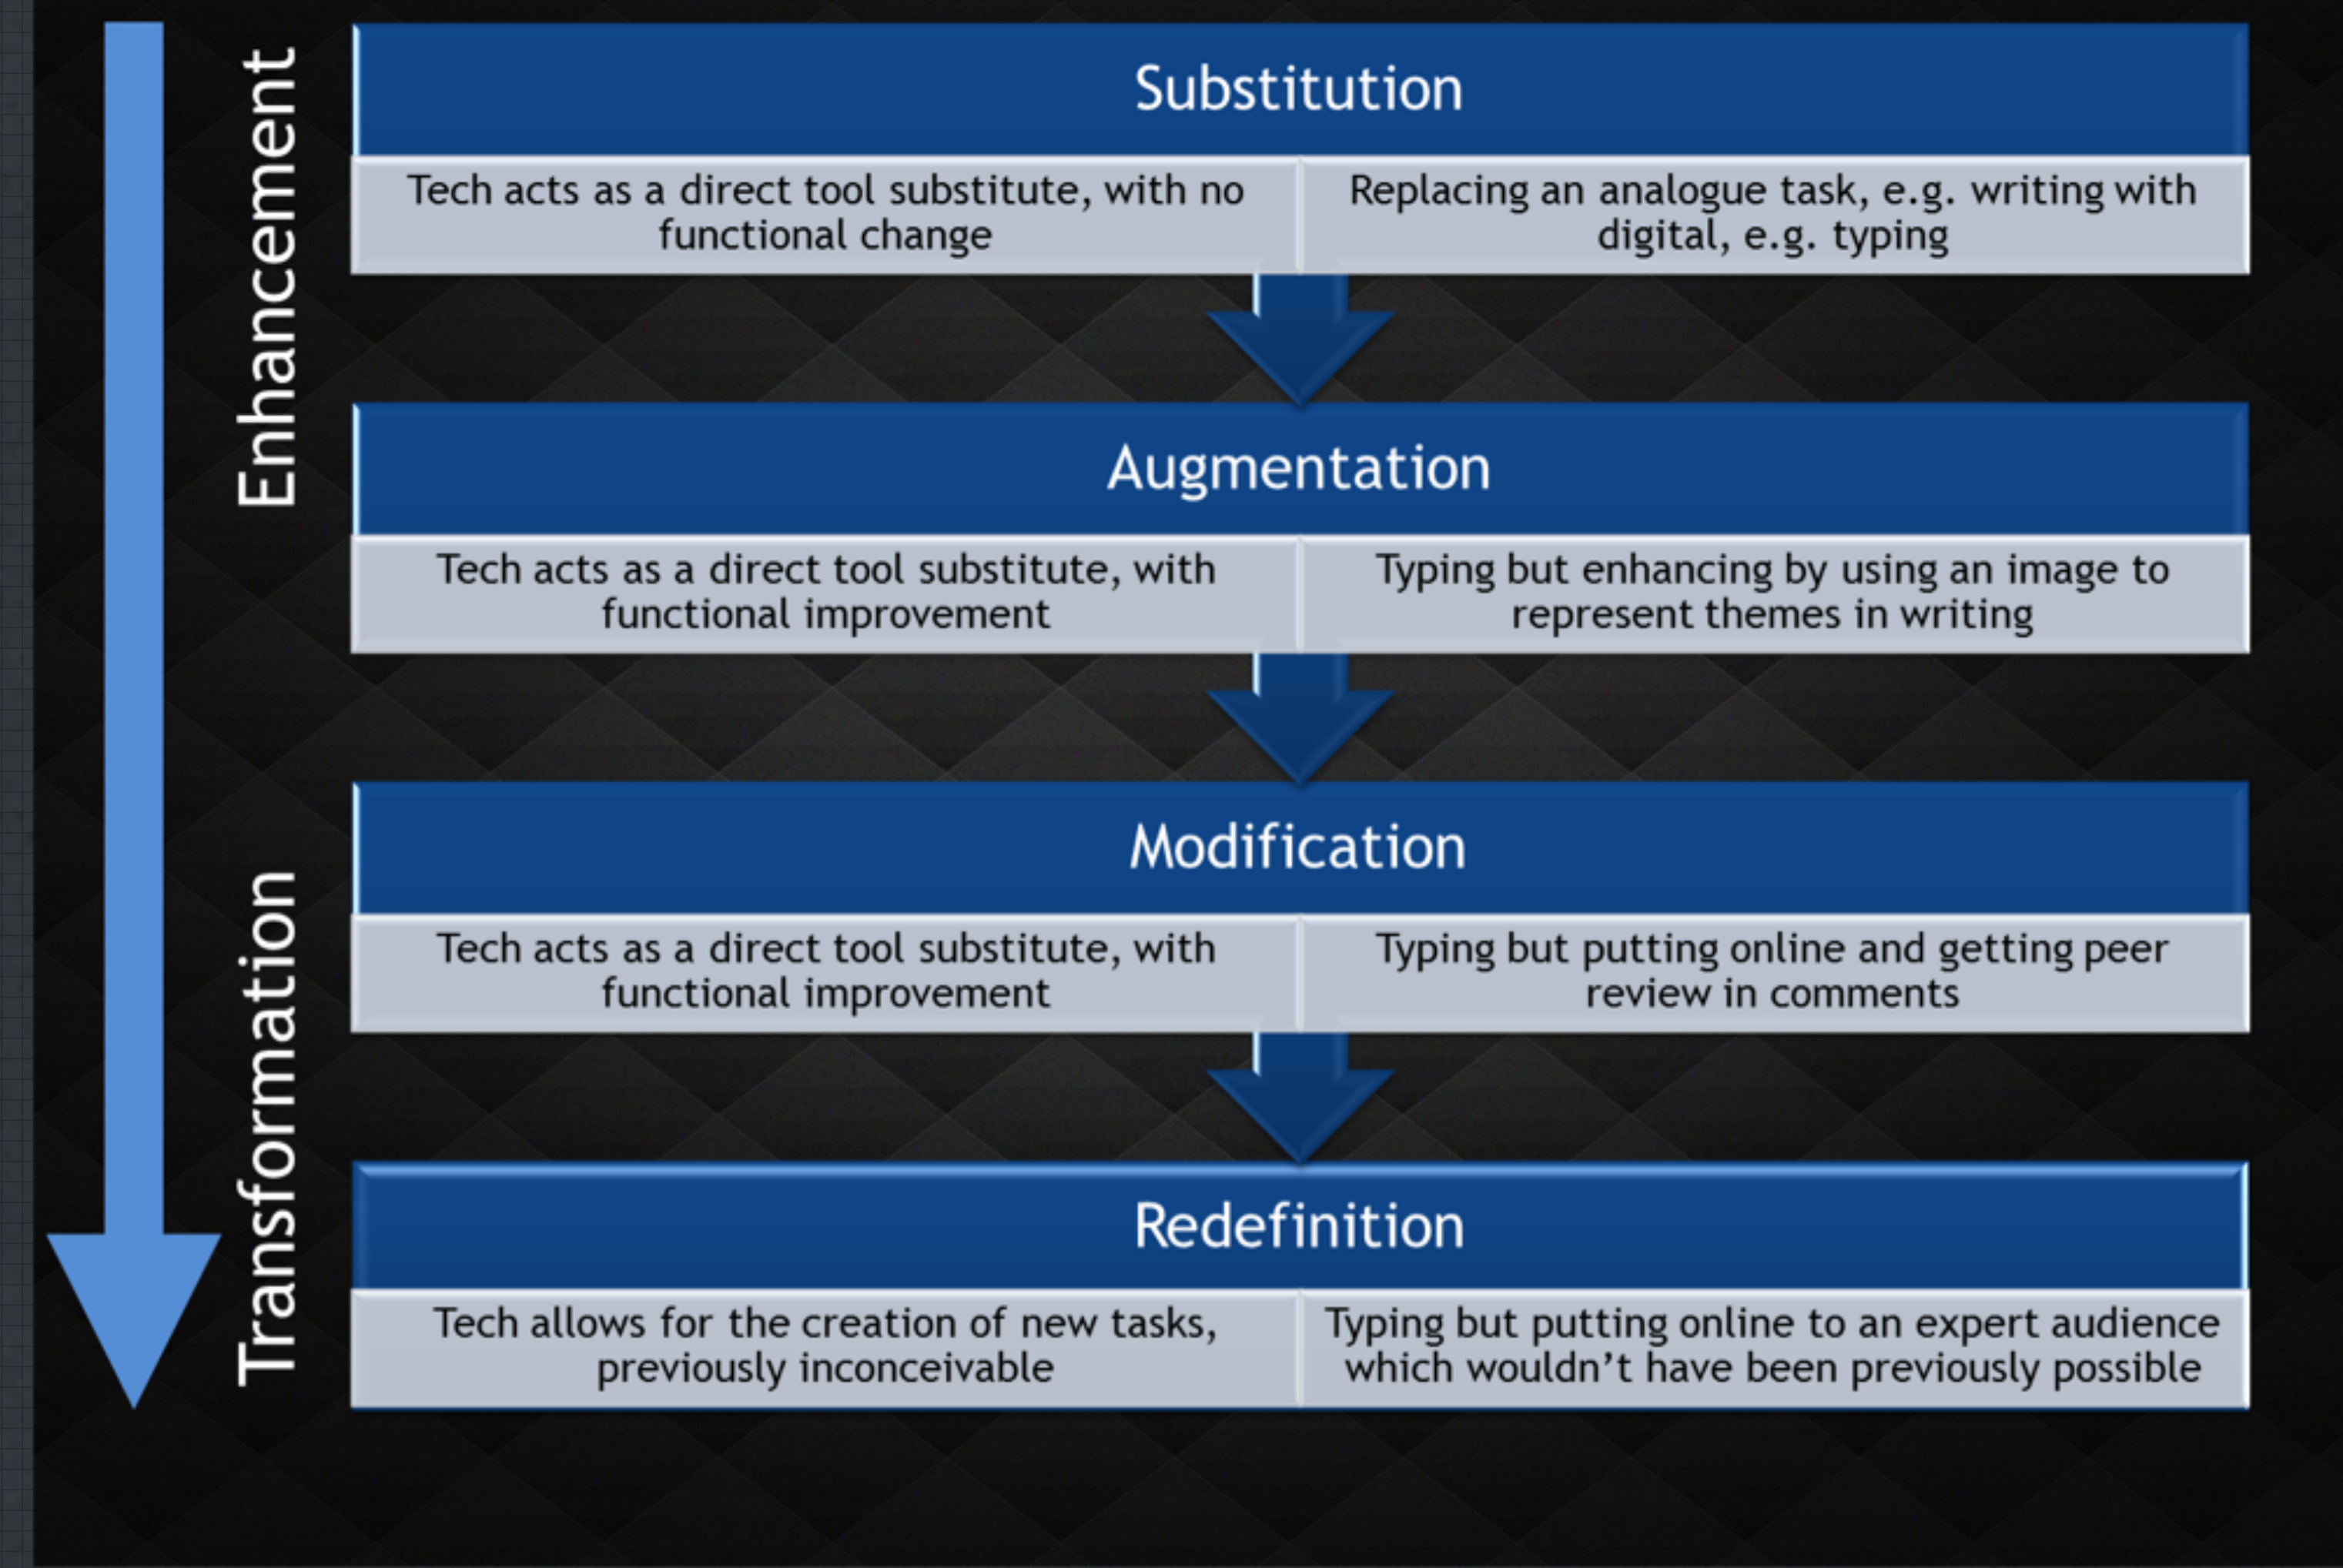 Enhancement
Substitution
Tech acts as a direct tool substitute, with no
functional change
Replacing an analogue task, e.g. writing with
digital, e.g. typing
Augmentation
Tech acts as a direct tool substitute, with
functional improvement
Typing but enhancing by using an image to
represent themes in writing
Transformation
Modification
Tech acts as a direct tool substitute, with
functional improvement
Typing but putting online and getting peer
review in comments
Redefinition
Tech allows for the creation of new tasks,
previously inconceivable
Typing but putting online to an expert audience
which wouldn’t have been previously possible